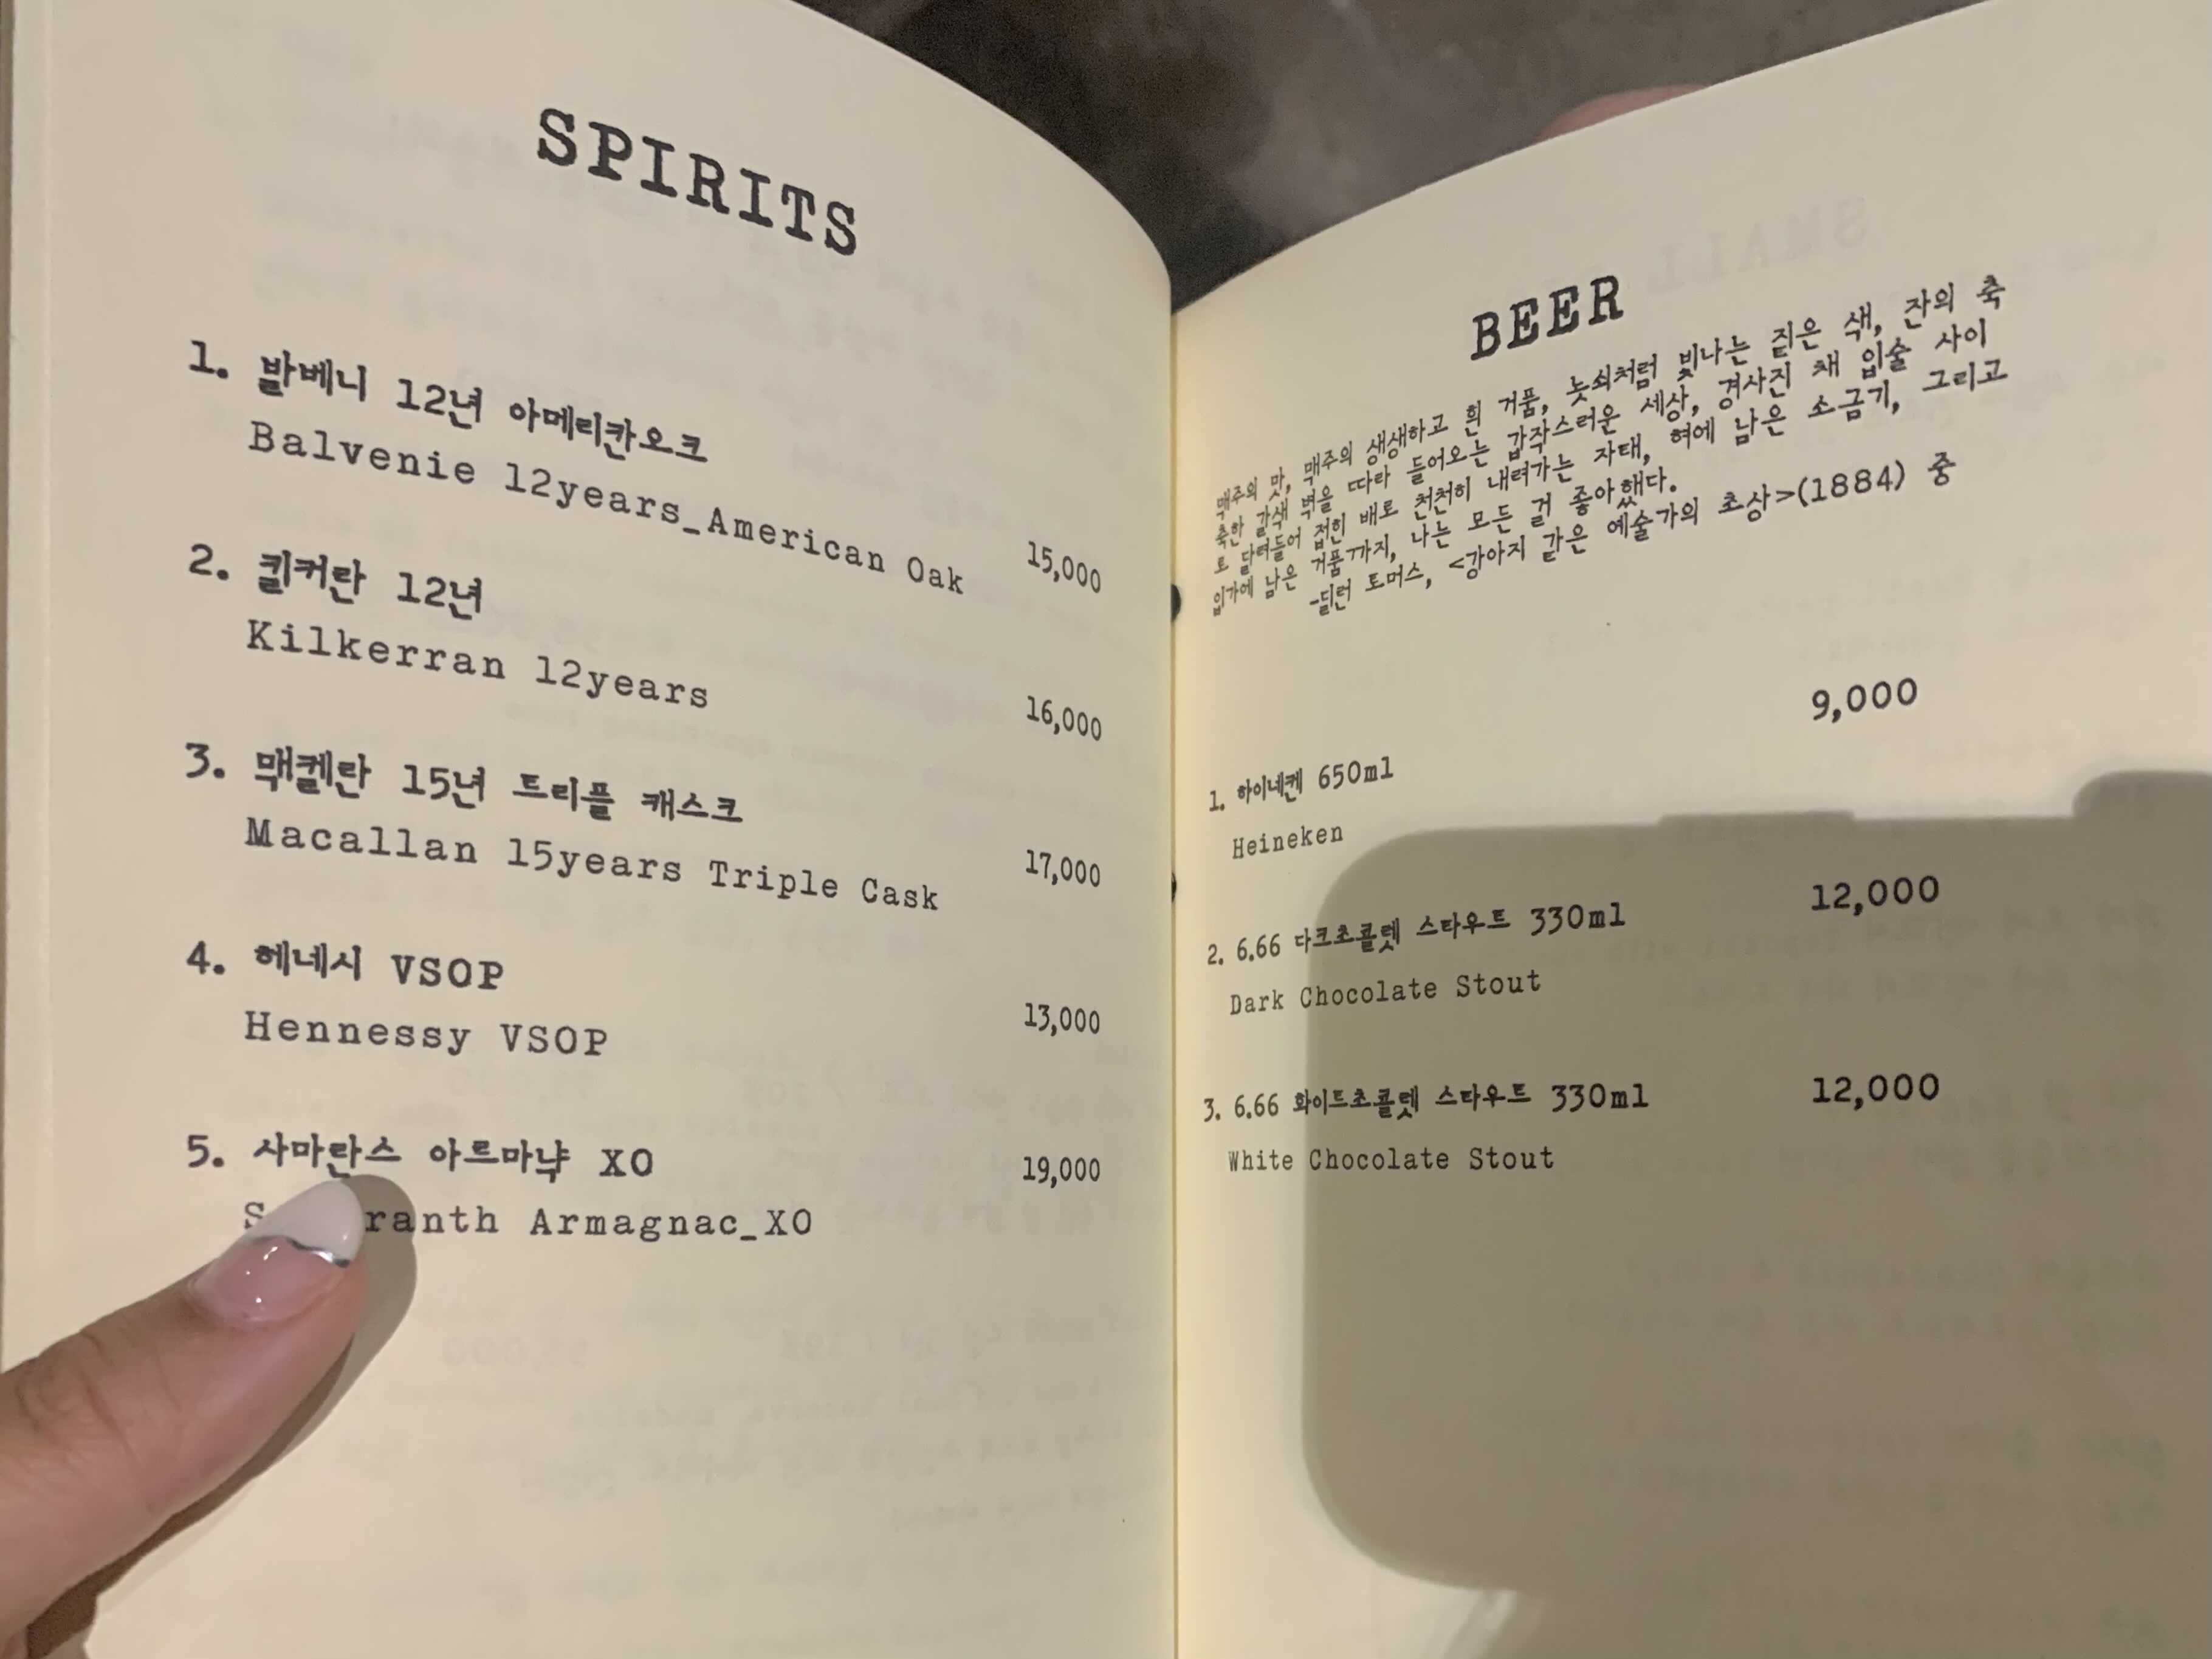 SPIRITS
1. 발베니 12년 아메리칸오크
Balvenie 12years_American Oak
15,000
2. 킬커란 12년
Kilkerran 12years
16,000
3. 맥켈란 15년 트리플 캐스크
Macallan 15years Triple Cask
17,000
4. 헤네시 VSOP
Hennessy VSOP
13,000
5. 사마란스 아르마냑 XO
19,000
Armagnac_XO
BEER
맥주의 맛, 맥주의 생생하고 흰 거품, 놋쇠처럼 빛나는 짙은 색, 잔의 축
축한 갈색 벽을 따라 들어오는 갑작스러운 세상, 경사진 채 입술 사이
로 달려들어 접힌 배로 천천히 내려가는 자태, 혀에 남은 소금기, 그리고
입가에 남은 거품까지, 나는 모든 걸 좋아했다.
-딜런 토머스, <강아지 같은 예술가의 초상>(1884) 중
9,000
1. 하이네켄 650ml
Heineken
12,000
2. 6.66 다크초콜렛 스타우트 330ml
Dark Chocolate Stout
3. 6.66 화이트초콜렛 스타우트 330ml 12,000
White Chocolate Stout